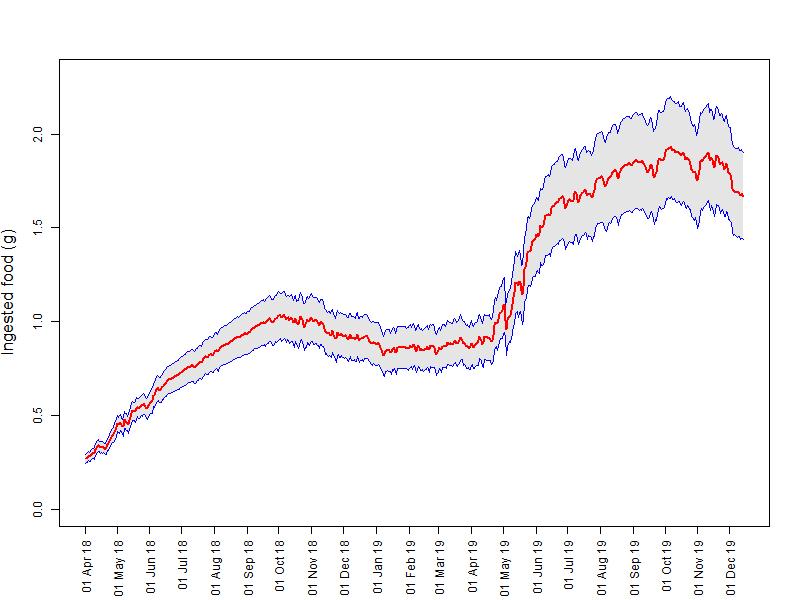 Ingested food (g)
2.0
1.5
1.0
0.5
0.0
01 Apr 18
01 May 18
01 Jun 18
01 Jul 18
01 Aug 18
01 Sep 18
01 Oct 18
01 Nov 18
01 Dec 18
01 Jan 19
01 Feb 19
01 Mar 19
01 Apr 19
01 May 19
01 Jun 19
01 Jul 19
01 Aug 19
01 Sep 19
01 Oct 19
01 Nov 19
01 Dec 19